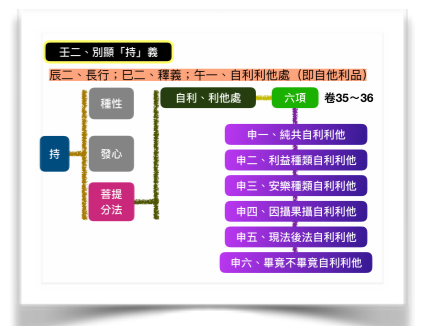 壬二、別顯「持」義
辰二、長行；巳二、釋義；午一、自利利他處（即自他利品）
種性
自利、利他處
六項
卷35～36
持
發心
菩提
分法
申一、純共自利利他
申二、利益種類自利利他
申三、安樂種類自利利他
申四、因攝果攝自利利他
申五、現法後法自利利他
申六、畢竟不畢竟自利利他